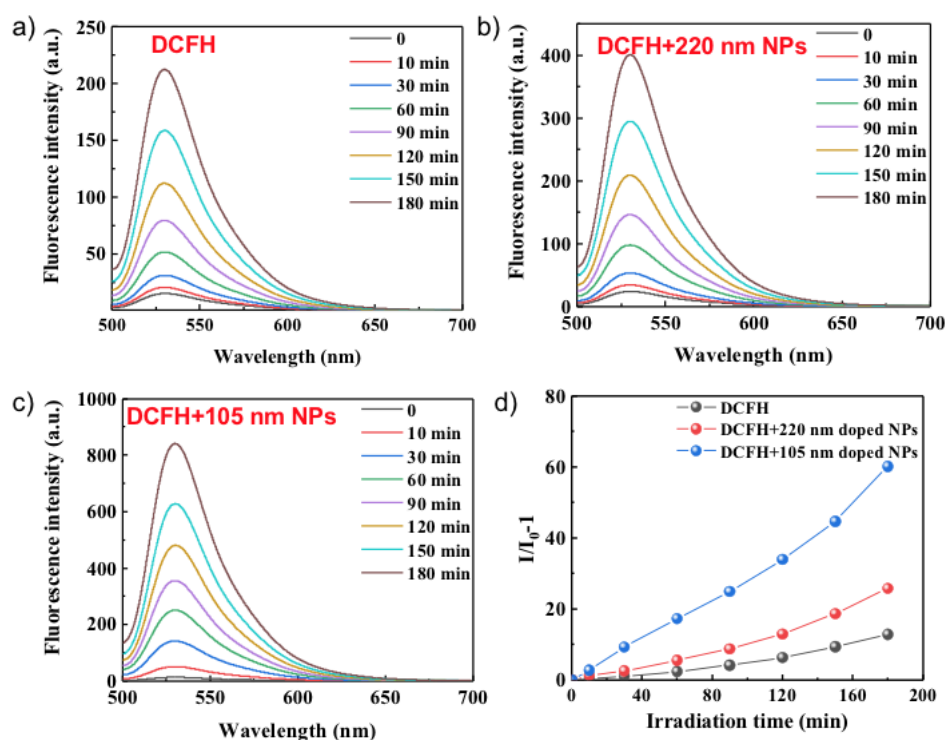 a)
DCFH
250
200
150
100
50
500 550 600 650 700
Fluorescence intensity (a.u.)
Wavelength (nm)
0
10 min
30 min
60 min
90 min
120 min
150 min
180 min
b)
DCFH+220 nm NPs
400
300
200
100
0
500 550 600 650 700
Fluorescence intensity (a.u.)
Wavelength (nm)
0
10 min
30 min
60 min
90 min
120 min
150 min
180 min
c)
DCFH+105 nm NPs
1000
800
600
400
200
0
500 550 600 650 700
Fluorescence intensity (a.u.)
Wavelength (nm)
0
10 min
30 min
60 min
90 min
120 min
150 min
180 min
d)
DCFH
DCFH+220 nm doped NPs
DCFH+105 nm doped NPs
80
60
40
20
0
0 40 80 120 160 200
I/I₀-1
Irradiation time (min)